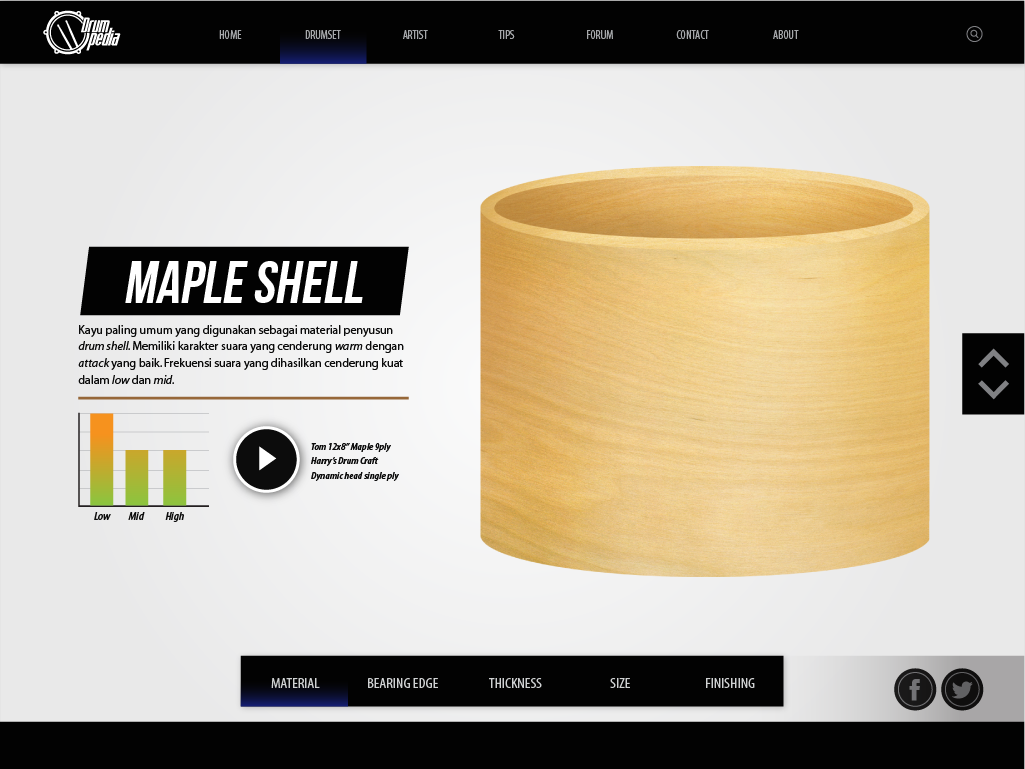 Drum
pedia
HOME
DRUMSET
ARTIST
TIPS
FORUM
CONTACT
ABOUT
MAPLE SHELL
Kayu paling umum yang digunakan sebagai material penyusun
drum shell. Memiliki karakter suara yang cenderung warm dengan
attack yang baik. Frekuensi suara yang dihasilkan cenderung kuat
dalam low dan mid.
Low Mid High
Tom 12x8" Maple 9ply
Harry's Drum Craft
Dynamic head single ply
MATERIAL
BEARING EDGE
THICKNESS
SIZE
FINISHING